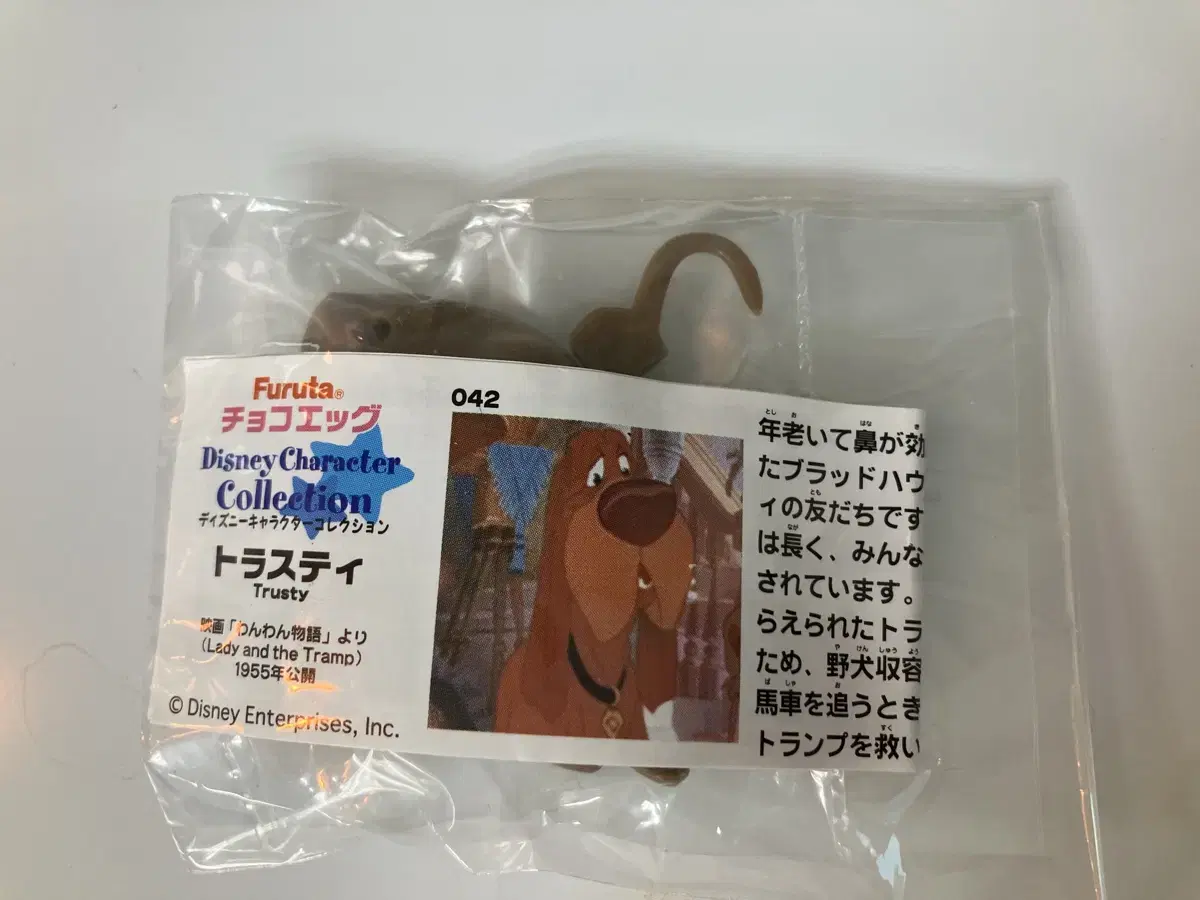 Furuta®
チョコエッグ
Disney Character
Collection
ディズニーキャラクターコレクション
トラスティ
Trusty
映画「わんわん物語」より
(Lady and the Tramp)
1955年公開
© Disney Enterprises, Inc.
042
年老いて鼻が効
たブラッドハウ
ィの友だちです
は長く、みんな
されています。
らえられたトラ
ため、野犬収容
馬車を追うとき
トランプを救い